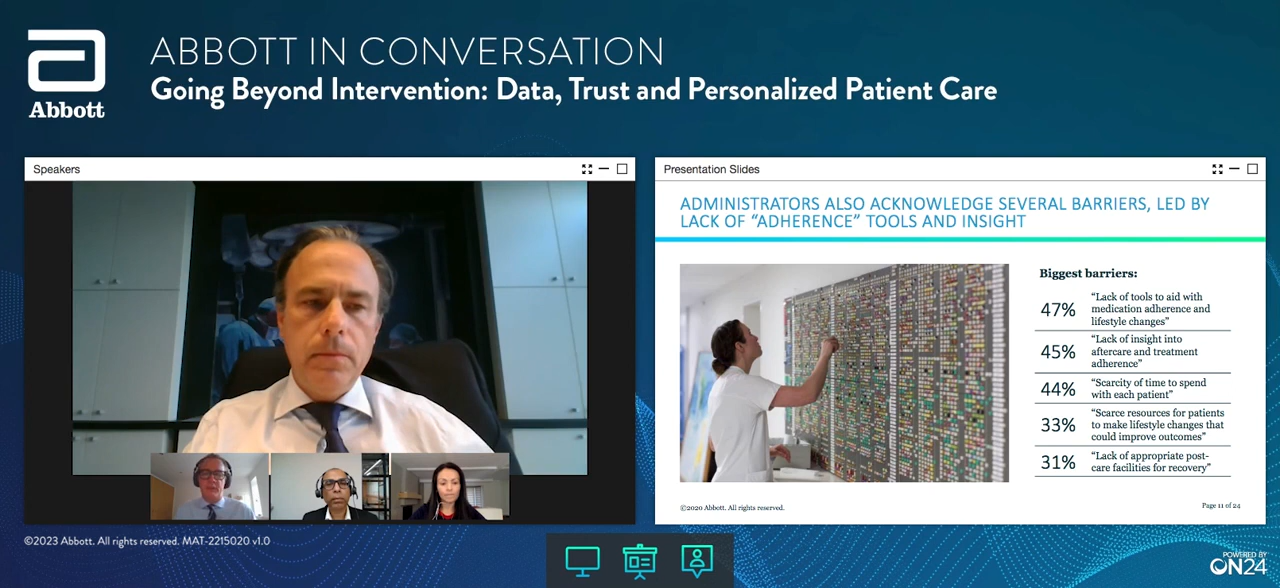 Abbott
ABBOTT IN CONVERSATION
Going Beyond Intervention: Data, Trust and Personalized Patient Care
Speakers
Presentation Slides
ADMINISTRATORS ALSO ACKNOWLEDGE SEVERAL BARRIERS, LED BY
LACK OF “ADHERENCE” TOOLS AND INSIGHT
Biggest barriers:
47%
“Lack of tools to aid with
medication adherence and
lifestyle changes”
45%
“Lack of insight into
aftercare and treatment
adherence”
44%
“Scarcity of time to spend
with each patient”
33%
“Scarce resources for patients
to make lifestyle changes that
could improve outcomes”
31%
“Lack of appropriate post-
care facilities for recovery”
©2020 Abbott. All rights reserved.
Page 11 of 24
©2023 Abbott. All rights reserved. MAT-2215020 v1.0
POWERED BY
ON24